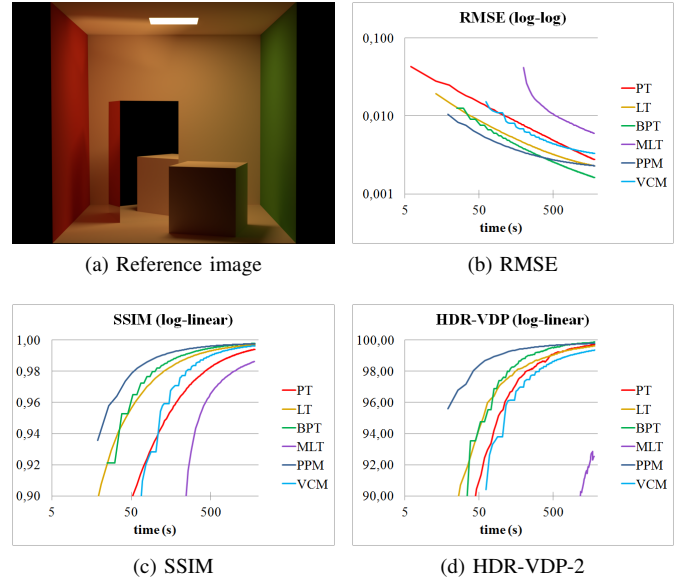 RMSE (log-log)
0,100
0,010
0,001
5
50
500
time (s)
PT
LT
BPT
MLT
PPM
VCM
(a) Reference image
(b) RMSE
SSIM (log-linear)
1,00
0,98
0,96
0,94
0,92
0,90
5
50
500
time (s)
PT
LT
BPT
MLT
PPM
VCM
HDR-VDP (log-linear)
100,00
98,00
96,00
94,00
92,00
90,00
5
50
500
time (s)
PT
LT
BPT
MLT
PPM
VCM
(c) SSIM
(d) HDR-VDP-2